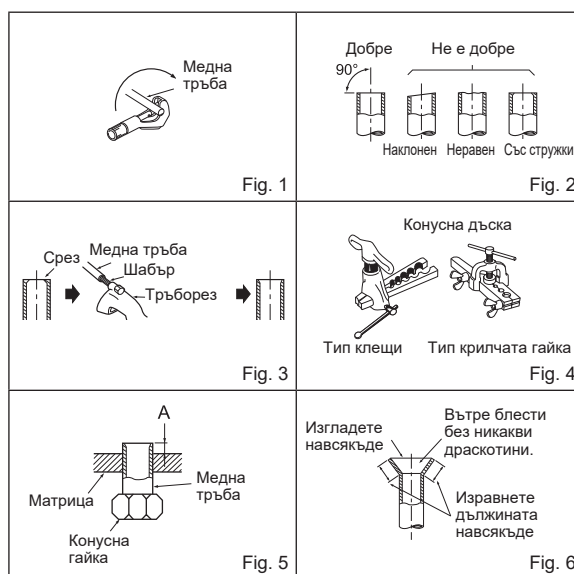 Медна
тръба
Fig. 1
Добре
Не е добре
90°
Наклонен
Неравен
Със стружки
Fig. 2
Срез
Медна тръба
Шабър
Тръборез
Fig. 3
Конусна дъска
Тип клещи
Тип крилчата гайка
Fig. 4
A
Матрица
Медна
тръба
Конусна
гайка
Fig. 5
Изгладете
навсякъде
Вътре блести
без никакви
драскотини.
Изравнете
дължината
навсякъде
Fig. 6